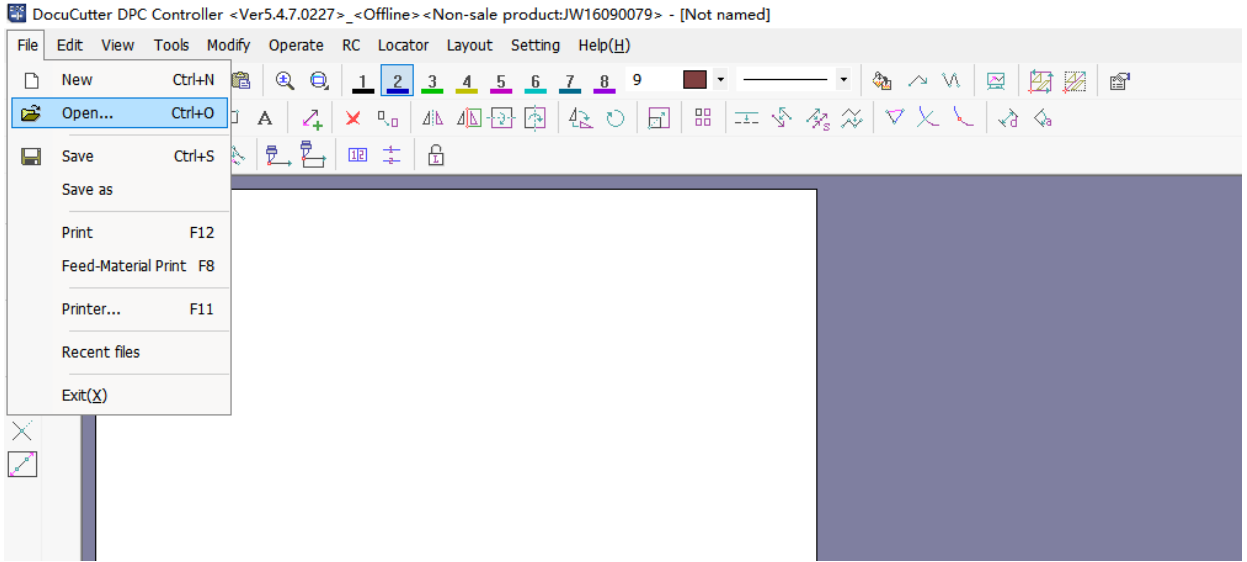 DocuCutter DPC Controller <Ver5.4.7.0227>_<Offline><Non-sale product:JW16090079> - [Not named]
File Edit View Tools Modify Operate RC Locator Layout Setting Help(H)
New Ctrl+N
1 2 3 4 5 6 7 8 9
Open... Ctrl+O
A
Save Ctrl+S
12
Save as
Print F12
Feed-Material Print F8
Printer... F11
Recent files
Exit(X)